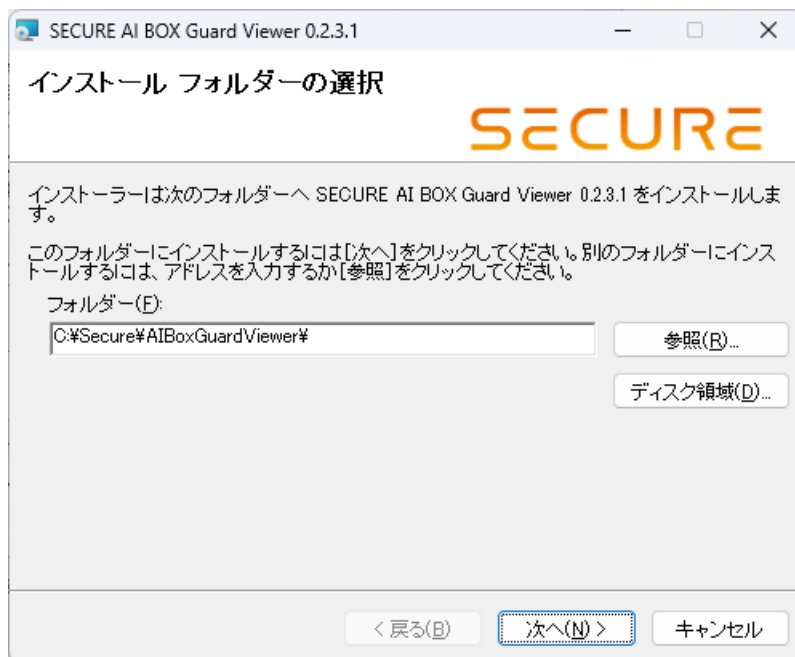 SECURE AI BOX Guard Viewer 0.2.3.1
インストール フォルダーの選択
SECURE
インストーラーは次のフォルダーへ SECURE AI BOX Guard Viewer 0.2.3.1 をインストールしま
す。
このフォルダーにインストールするには[次へ]をクリックしてください。別のフォルダーにインス
トールするには、アドレスを入力するか[参照]をクリックしてください。
フォルダー(F):
C:¥Secure¥AIBoxGuardViewer¥
参照(R)...
ディスク領域(D)...
< 戻る(B)
次へ(N) >
キャンセル